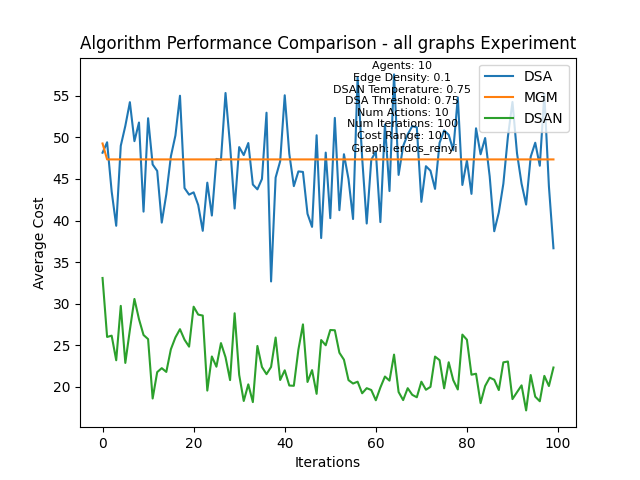 Algorithm Performance Comparison - all graphs Experiment
Agents: 10
Edge Density: 0.1
DSAN Temperature: 0.75
DSA Threshold: 0.75
Num Actions: 10
Num Iterations: 100
Cost Range: 101
Graph: erdos_renyi
DSA
MGM
DSAN
Average Cost
55
50
45
40
35
30
25
20
0
20
40
60
80
100
Iterations